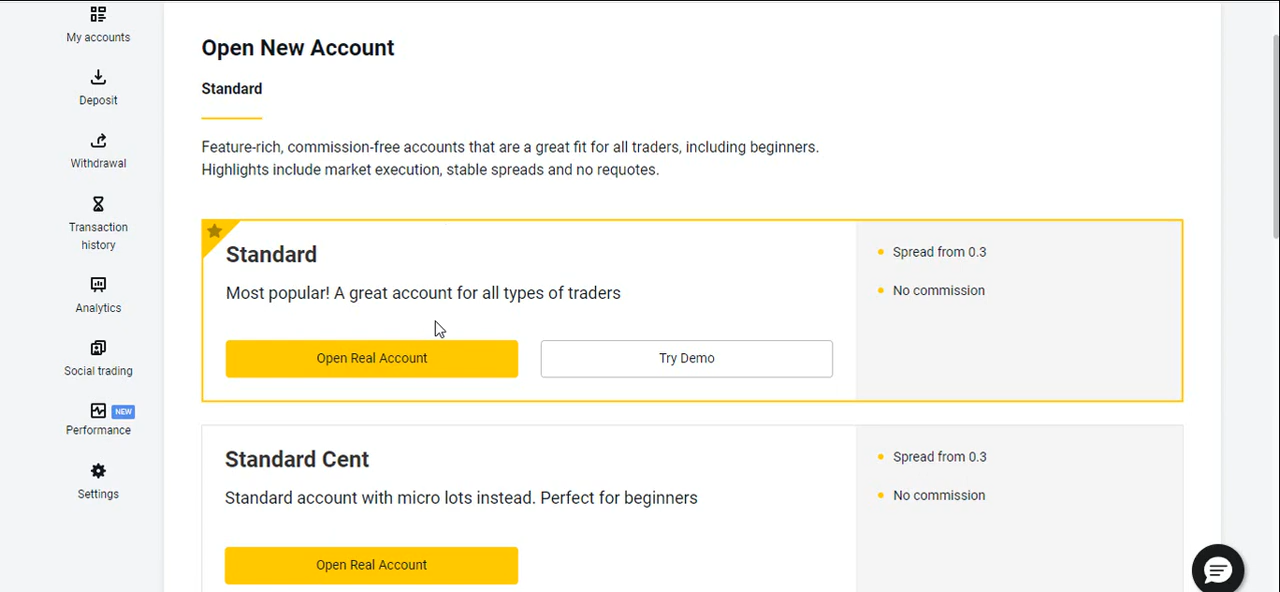 My accounts
Deposit
Withdrawal
Transaction
history
Analytics
Social trading
NEW
Performance
Settings
Open New Account
Standard
Feature-rich, commission-free accounts that are a great fit for all traders, including beginners.
Highlights include market execution, stable spreads and no requotes.
Standard
Most popular! A great account for all types of traders
Open Real Account
Try Demo
Spread from 0.3
No commission
Standard Cent
Standard account with micro lots instead. Perfect for beginners
Open Real Account
Spread from 0.3
No commission